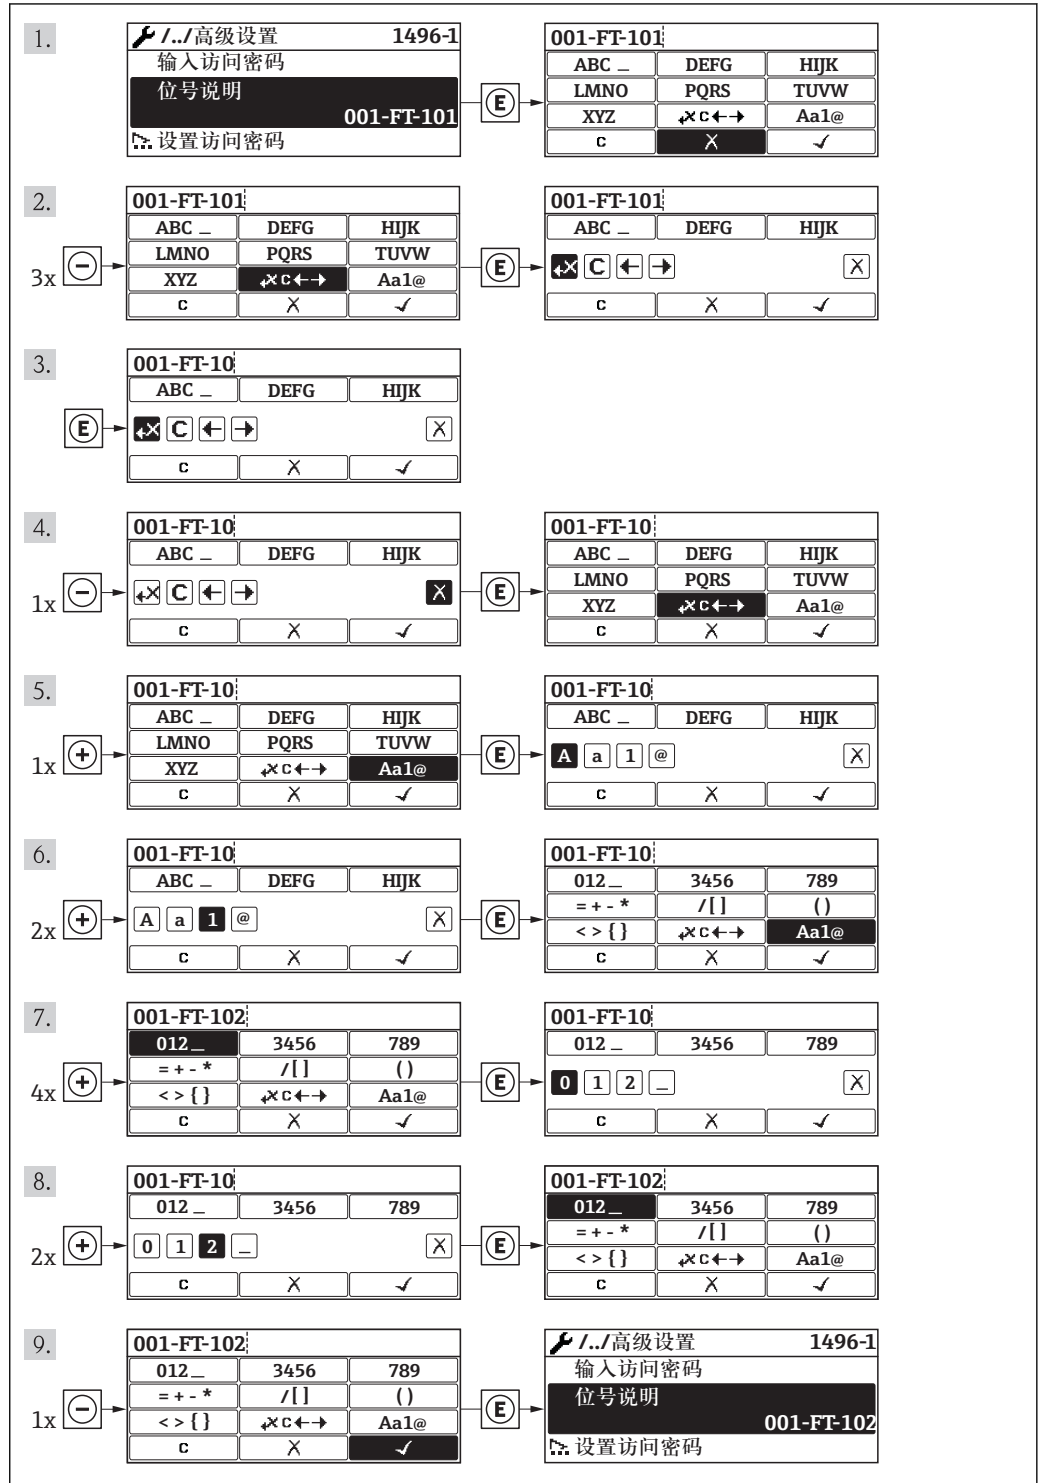 1.
/../高级设置 1496-1
输入访问密码
位号说明
001-FT-101
设置访问密码
E
001-FT-101
ABC _ DEFG HIJK
LMNO PQRS TUVW
XYZ C Aa1@
C X ✓
2.
3x −
001-FT-101
ABC _ DEFG HIJK
LMNO PQRS TUVW
XYZ C Aa1@
C X ✓
E
001-FT-101
ABC _ DEFG HIJK
X C ← → X
C X ✓
3.
E
001-FT-10
ABC _ DEFG HIJK
X C ← → X
C X ✓
4.
1x −
001-FT-10
ABC _ DEFG HIJK
X C ← → X
C X ✓
E
001-FT-10
ABC _ DEFG HIJK
LMNO PQRS TUVW
XYZ C Aa1@
C X ✓
5.
1x +
001-FT-10
ABC _ DEFG HIJK
LMNO PQRS TUVW
XYZ C Aa1@
C X ✓
E
001-FT-10
ABC _ DEFG HIJK
A a 1 @ X
C X ✓
6.
2x +
001-FT-10
ABC _ DEFG HIJK
A a 1 @ X
C X ✓
E
001-FT-10
012_ 3456 789
= + - * / [ ] ( )
< > { } C Aa1@
C X ✓
7.
4x +
001-FT-102
012_ 3456 789
= + - * / [ ] ( )
< > { } C Aa1@
C X ✓
E
001-FT-10
012_ 3456 789
0 1 2 _ X
C X ✓
8.
2x +
001-FT-10
012_ 3456 789
0 1 2 _ X
C X ✓
E
001-FT-102
012_ 3456 789
= + - * / [ ] ( )
< > { } C Aa1@
C X ✓
9.
1x −
001-FT-102
012_ 3456 789
= + - * / [ ] ( )
< > { } C Aa1@
C X ✓
E
/../高级设置 1496-1
输入访问密码
位号说明
001-FT-102
设置访问密码